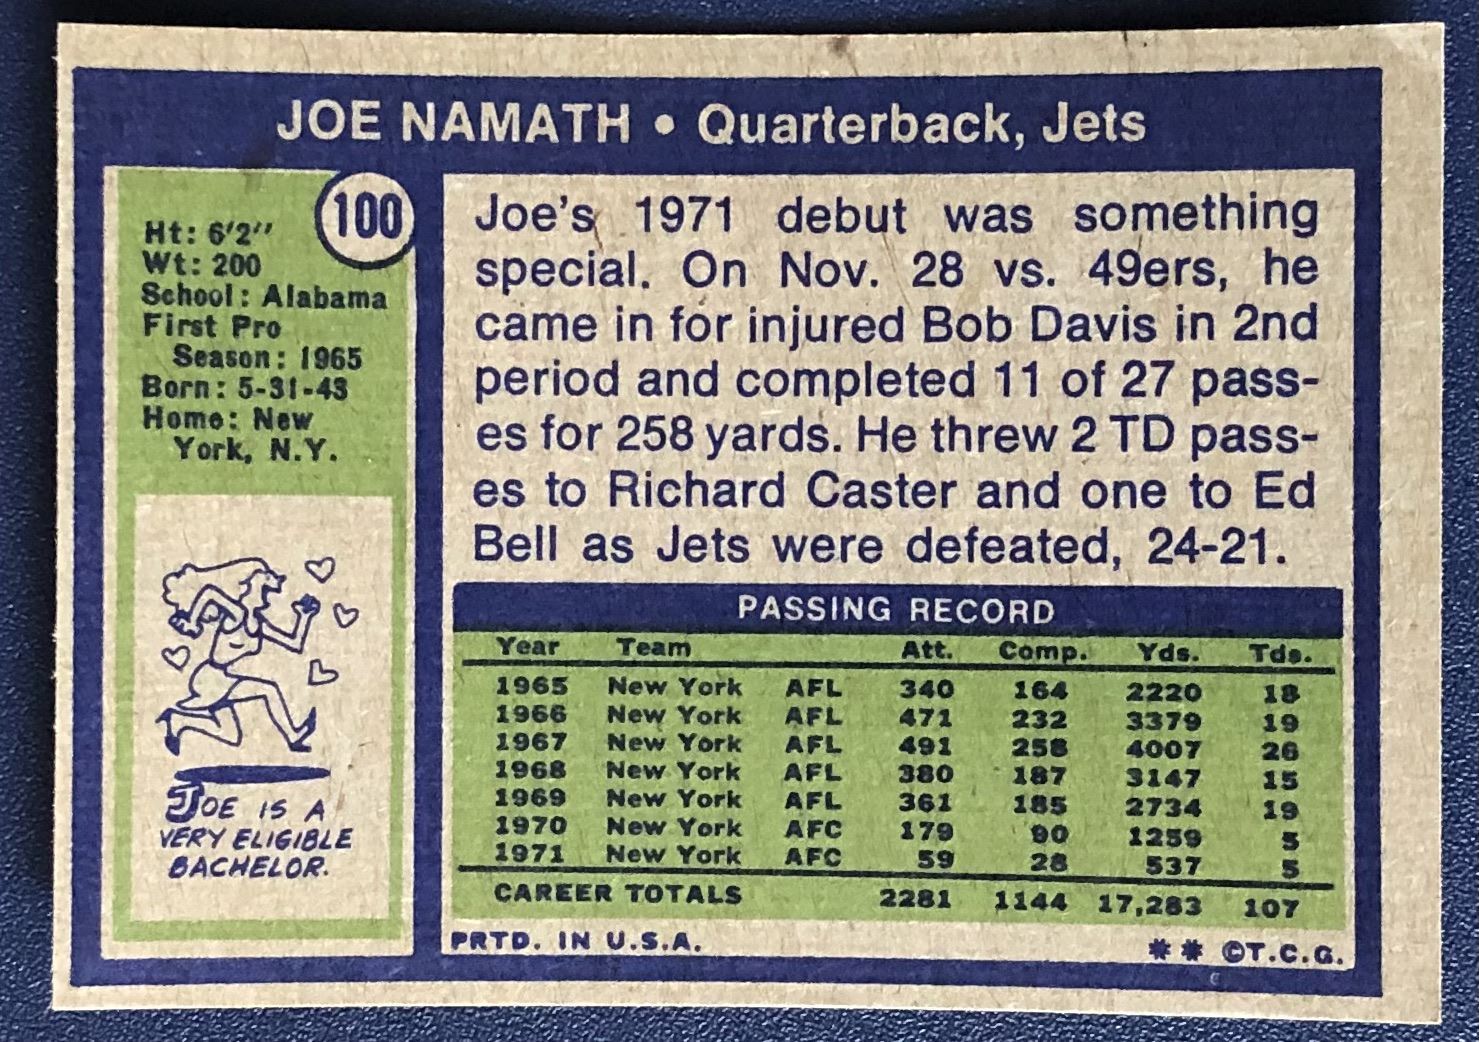 JOE NAMATH • Quarterback, Jets
100
Ht: 6'2''
Wt: 200
School: Alabama
First Pro
Season: 1965
Born: 5-31-43
Home: New
York, N.Y.
JOE IS A
VERY ELIGIBLE
BACHELOR.
Joe's 1971 debut was something
special. On Nov. 28 vs. 49ers, he
came in for injured Bob Davis in 2nd
period and completed 11 of 27 pass-
es for 258 yards. He threw 2 TD pass-
es to Richard Caster and one to Ed
Bell as Jets were defeated, 24-21.
PASSING RECORD
Year Team Att. Comp. Yds. Tds.
1965 New York AFL 340 164 2220 18
1966 New York AFL 471 232 3379 19
1967 New York AFL 491 258 4007 26
1968 New York AFL 380 187 3147 15
1969 New York AFL 361 185 2734 19
1970 New York AFC 179 90 1259 5
1971 New York AFC 59 28 537 5
CAREER TOTALS 2281 1144 17,283 107
PRTD. IN U.S.A. ** ©T.C.G.